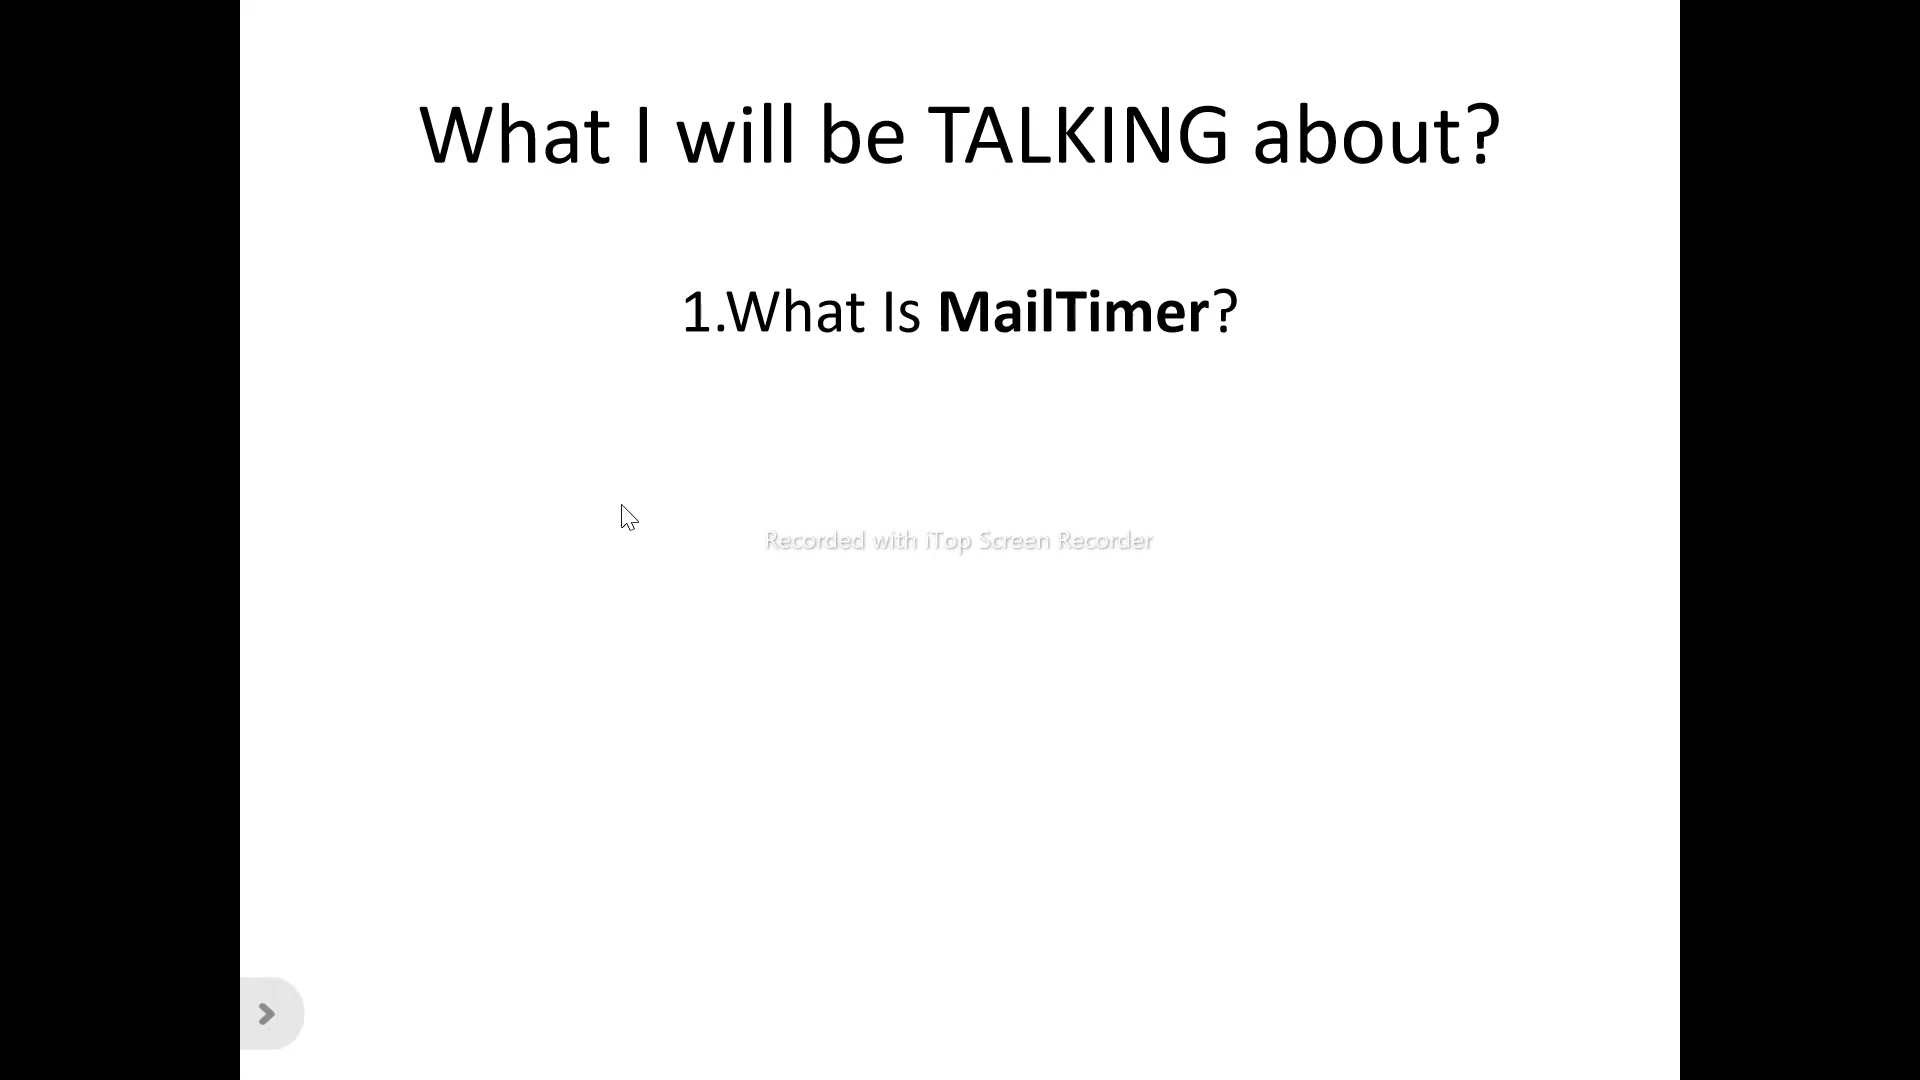 What I will be TALKING about?
1.What Is MailTimer?
Recorded with iTop Screen Recorder